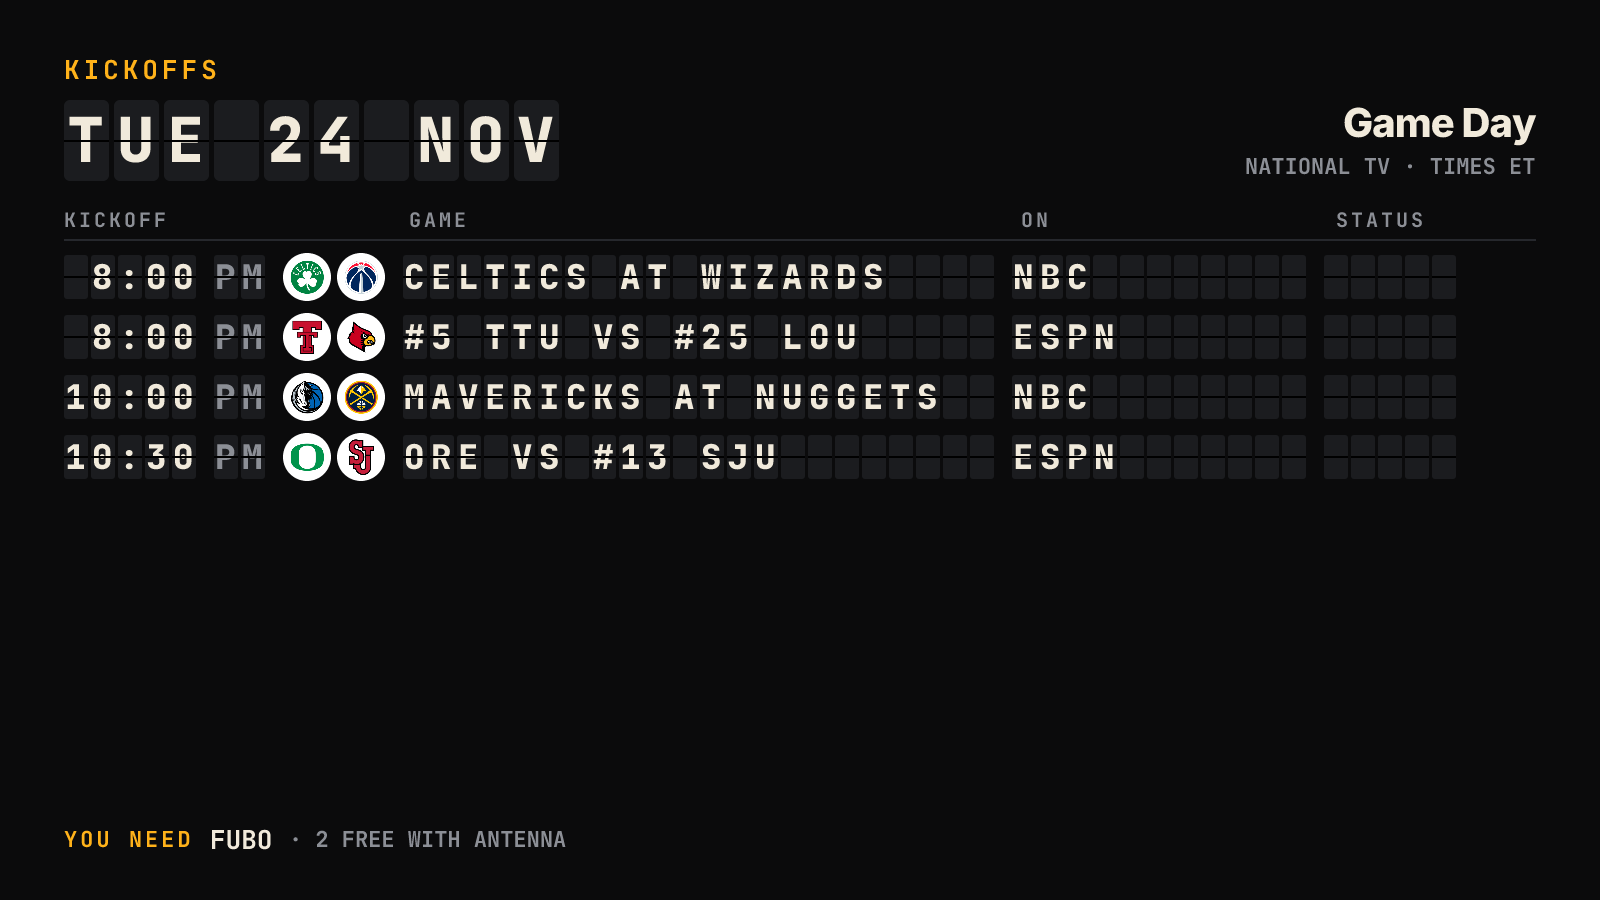 KICKOFFS
TUE 24 NOV
Game Day
NATIONAL TV · TIMES ET
KICKOFF GAME ON STATUS
8:00 PM CELTICS AT WIZARDS NBC
8:00 PM #5 TTU VS #25 LOU ESPN
10:00 PM MAVERICKS AT NUGGETS NBC
10:30 PM ORE VS #13 SJU ESPN
YOU NEED FUBO · 2 FREE WITH ANTENNA